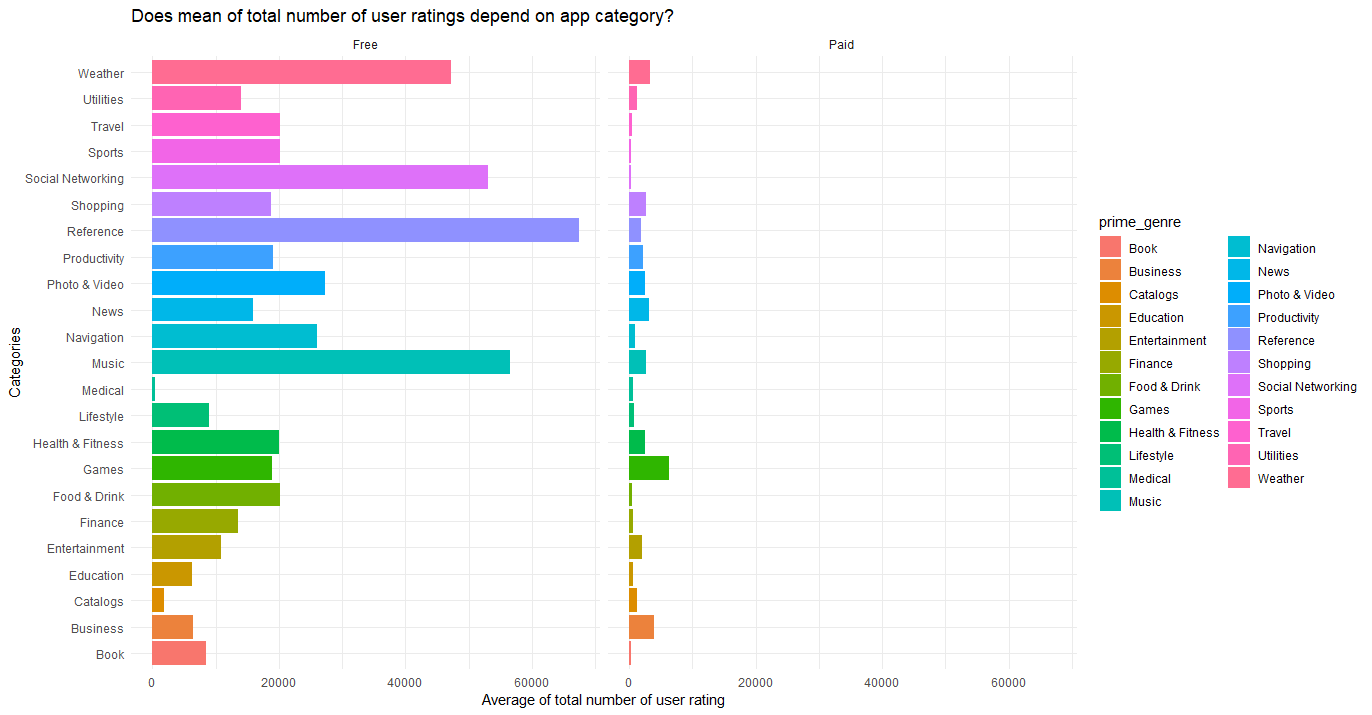 Does mean of total number of user ratings depend on app category?
Free
Paid
Categories
Weather
Utilities
Travel
Sports
Social Networking
Shopping
Reference
Productivity
Photo & Video
News
Navigation
Music
Medical
Lifestyle
Health & Fitness
Games
Food & Drink
Finance
Entertainment
Education
Catalogs
Business
Book
0 20000 40000 60000
0 20000 40000 60000
Average of total number of user rating
prime_genre
Book
Business
Catalogs
Education
Entertainment
Finance
Food & Drink
Games
Health & Fitness
Lifestyle
Medical
Music
Navigation
News
Photo & Video
Productivity
Reference
Shopping
Social Networking
Sports
Travel
Utilities
Weather